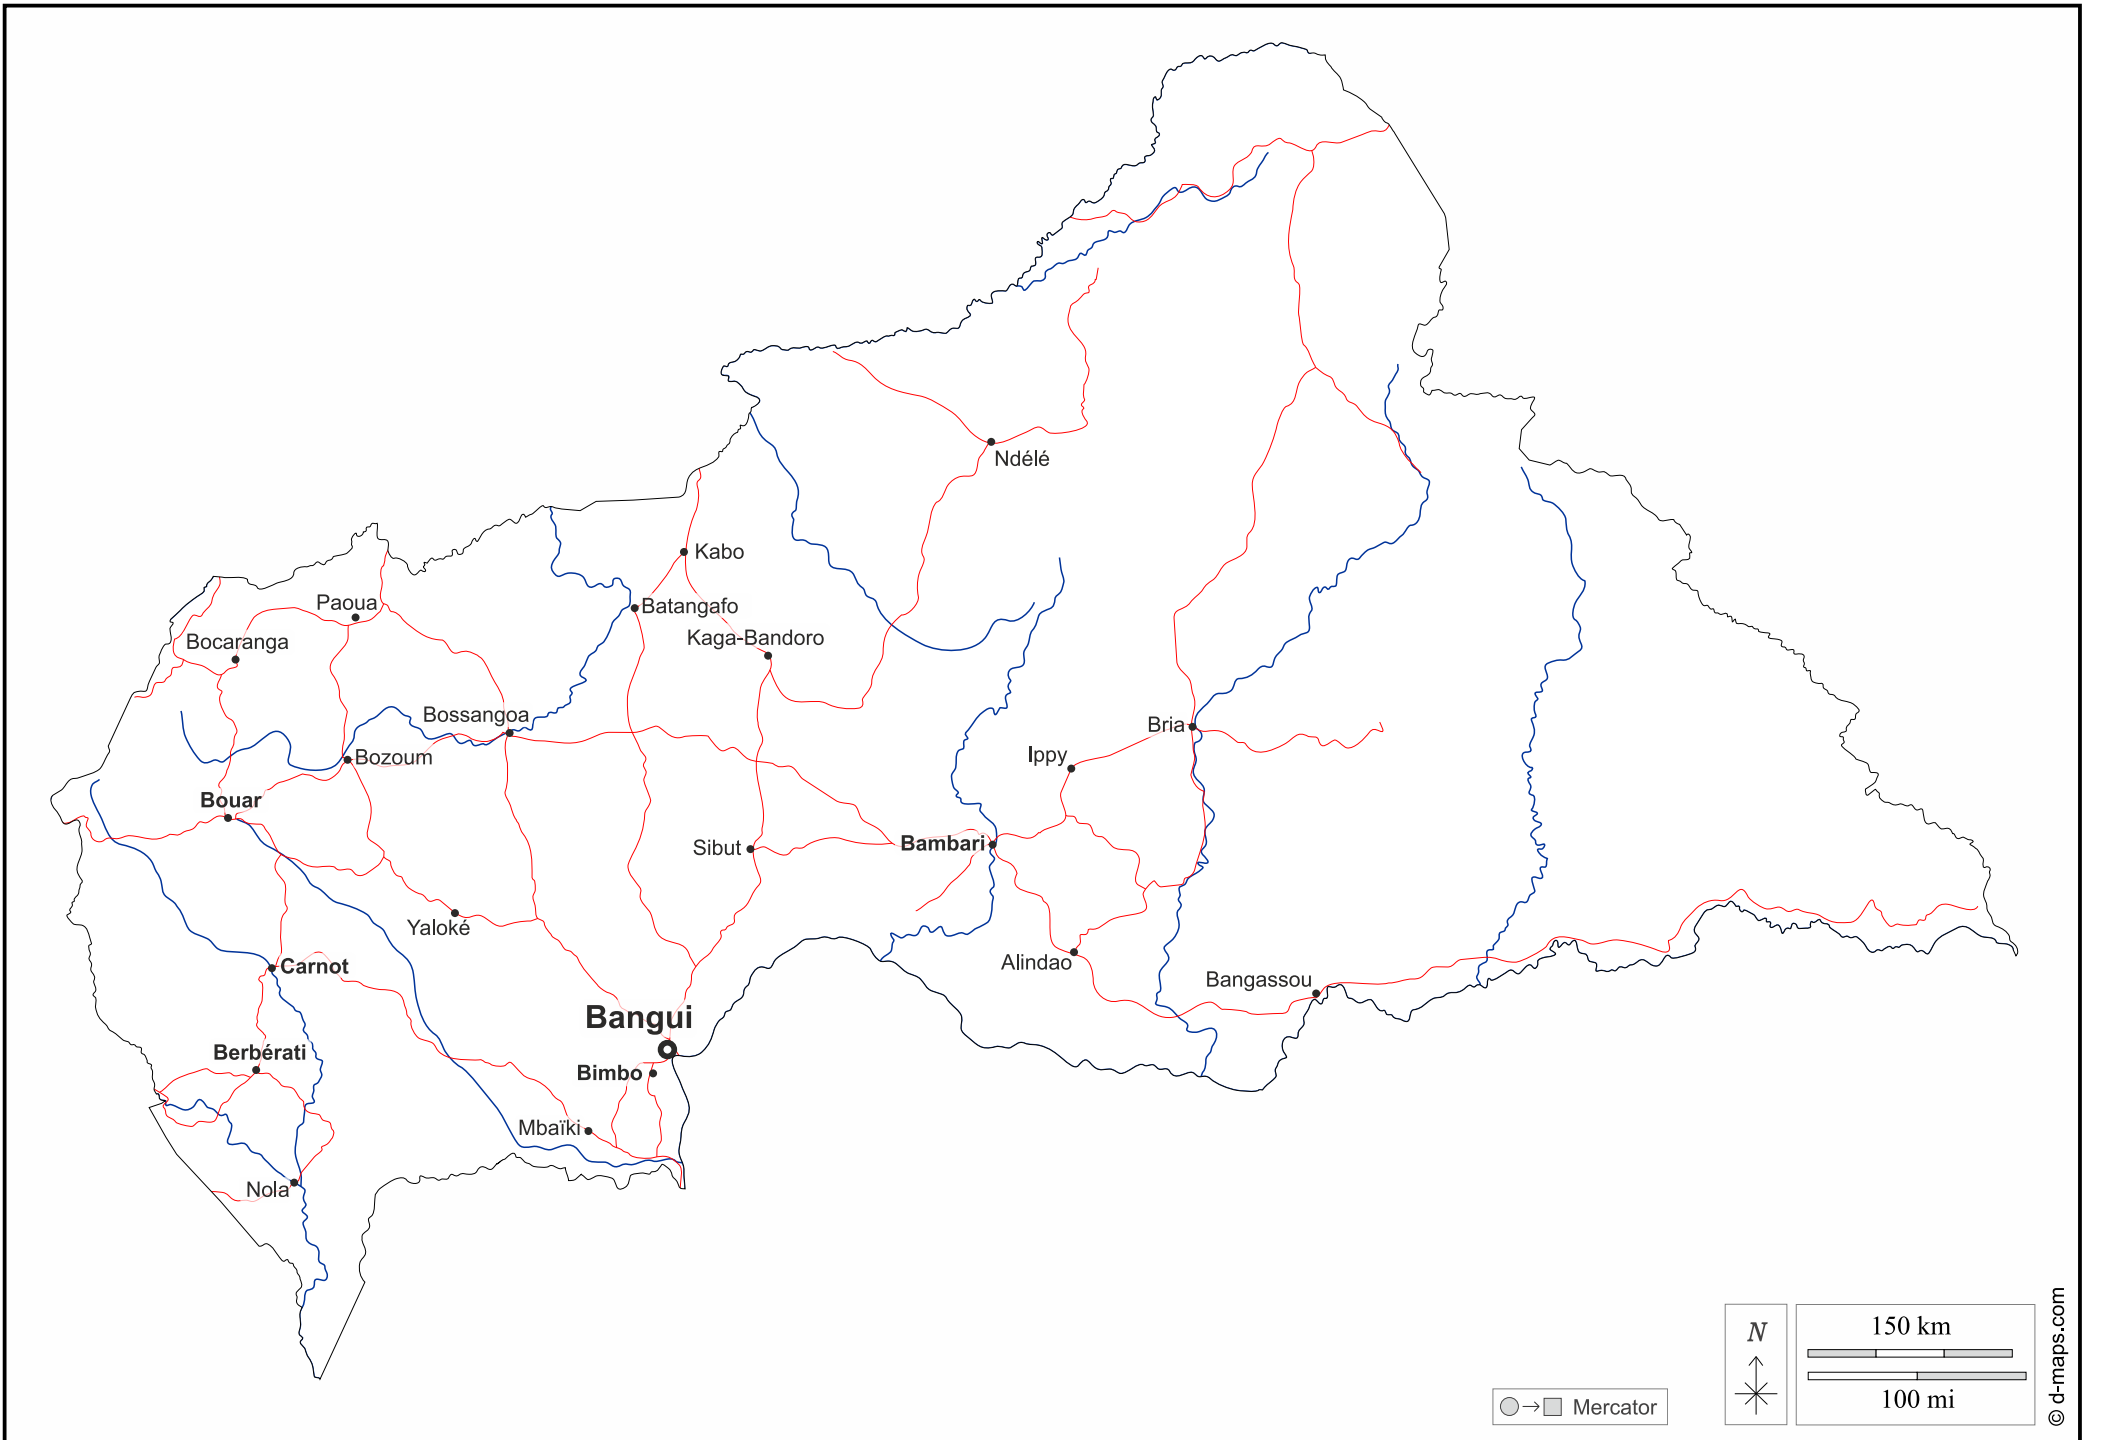 Ndélé
Kabo
Paoua
Batangafo
Bocaranga
Kaga-Bandoro
Bossangoa
Bria
Ippy
Bozoum
Bouar
Sibut
Bambari
Yaloké
Alindao
Carnot
Bangassou
Bangui
Berbérati
Bimbo
Mbaïki
Nola
N
150 km
100 mi
Mercator
© d-maps.com